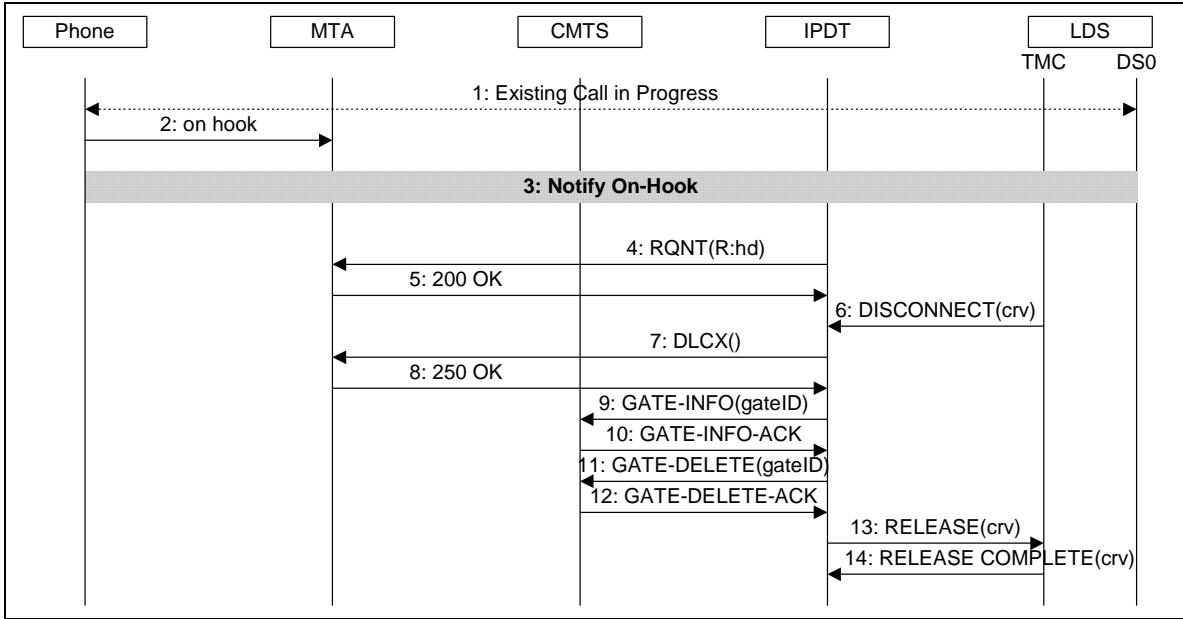 Phone MTA CMTS IPDT LDS
TMC DS0
1: Existing Call in Progress
2: on hook
3: Notify On-Hook
4: RQNT(R:hd)
5: 200 OK
6: DISCONNECT(crv)
7: DLCX()
8: 250 OK
9: GATE-INFO(gateID)
10: GATE-INFO-ACK
11: GATE-DELETE(gateID)
12: GATE-DELETE-ACK
13: RELEASE(crv)
14: RELEASE COMPLETE(crv)